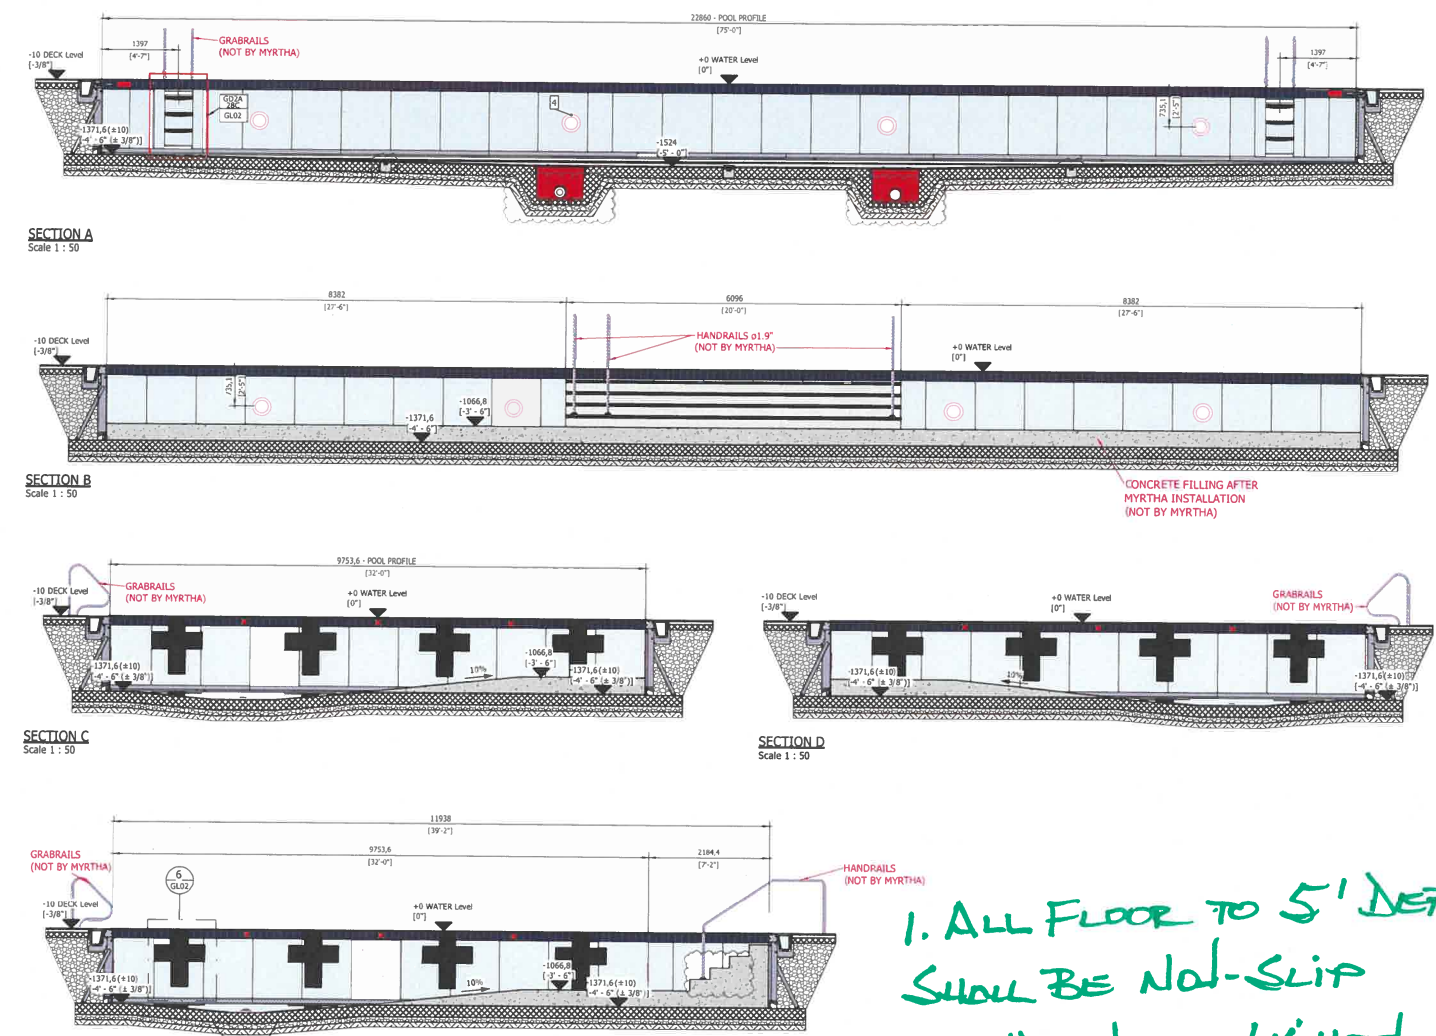 22860 - POOL PROFILE
[75'-0"]
1397
[4'-7"]
GRABRAILS
(NOT BY MYRTHA)
-10 DECK Level
[-3/8"]
+0 WATER Level
[0"]
1397
[4'-7"]
GD2A
2BC
GL02
4
735,1
[2'-5"]
-1371,6(±10)
-4' - 6" (± 3/8")]
-1524
[-5' - 0"]
SECTION A
Scale 1 : 50
8382
[27'-6"]
6096
[20'-0"]
8382
[27'-6"]
HANDRAILS ø1.9"
(NOT BY MYRTHA)
-10 DECK Level
[-3/8"]
+0 WATER Level
[0"]
735,1
[2'-5"]
-1066,8
[-3' - 6"]
-1371,6
[-4' - 6"]
SECTION B
Scale 1 : 50
CONCRETE FILLING AFTER
MYRTHA INSTALLATION
(NOT BY MYRTHA)
9753,6 - POOL PROFILE
[32'-0"]
GRABRAILS
(NOT BY MYRTHA)
-10 DECK Level
[-3/8"]
+0 WATER Level
[0"]
-1371,6(±10)
-4' - 6" (± 3/8")]
10%
-1066,8
[-3' - 6"]
-1371,6(±10)
[-4' - 6" (± 3/8")]
SECTION C
Scale 1 : 50
-10 DECK Level
[-3/8"]
+0 WATER Level
[0"]
GRABRAILS
(NOT BY MYRTHA)
-1371,6(±10)
[-4' - 6" (± 3/8")]
10%
-1371,6(±10)
[-4' - 6" (± 3/8")]
SECTION D
Scale 1 : 50
11938
[39'-2"]
9753,6
[32'-0"]
2184,4
[7'-2"]
GRABRAILS
(NOT BY MYRTHA)
6
GL02
HANDRAILS
(NOT BY MYRTHA)
-10 DECK Level
[-3/8"]
+0 WATER Level
[0"]
-1371,6(±10)
-4' - 6" (± 3/8")]
10%
-1066,8
[-3' - 6"]
-1371,6(±10)
[-4' - 6" (± 3/8")]
1. ALL FLOOR TO 5' DE
SHALL BE NON-SLIP